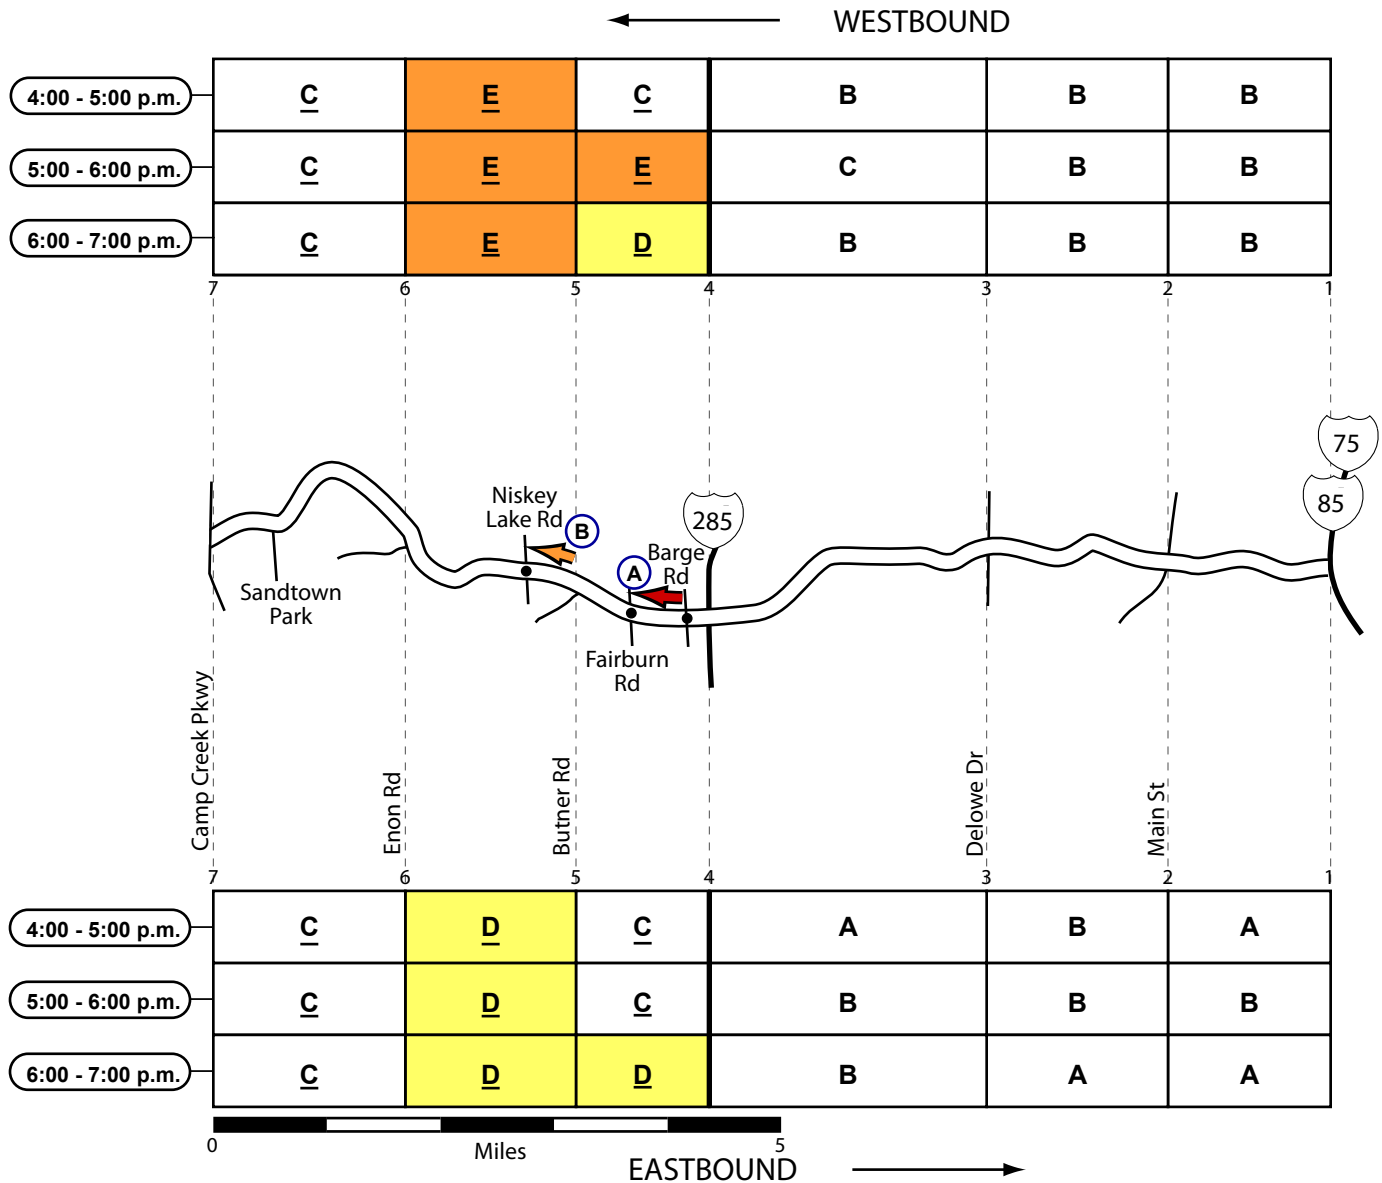 WESTBOUND
4:00 - 5:00 p.m. C E C B B B
5:00 - 6:00 p.m. C E E C B B
6:00 - 7:00 p.m. C E D B B B
7 6 5 4 3 2 1
75
85
285
Niskey
Lake Rd
B
Barge
Rd
A
Sandtown
Park
Fairburn
Rd
Camp Creek Pkwy
Enon Rd
Butner Rd
Delowe Dr
Main St
7 6 5 4 3 2 1
4:00 - 5:00 p.m. C D C A B A
5:00 - 6:00 p.m. C D C B B B
6:00 - 7:00 p.m. C D D B A A
0 5
Miles
EASTBOUND